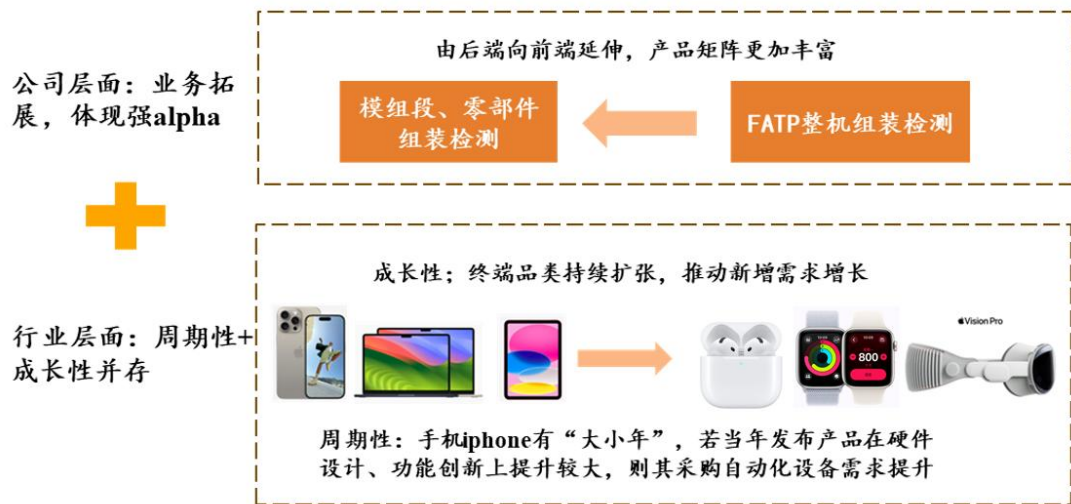 由后端向前端延伸，产品矩阵更加丰富
公司层面：业务拓
展，体现强alpha
模组段、零部件
组装检测
FATP整机组装检测
成长性；终端品类持续扩张，推动新增需求增长
行业层面：周期性+
成长性并存
Vision Pro
800
周期性：手机iphone有“大小年”，若当年发布产品在硬件
设计、功能创新上提升较大，则其采购自动化设备需求提升